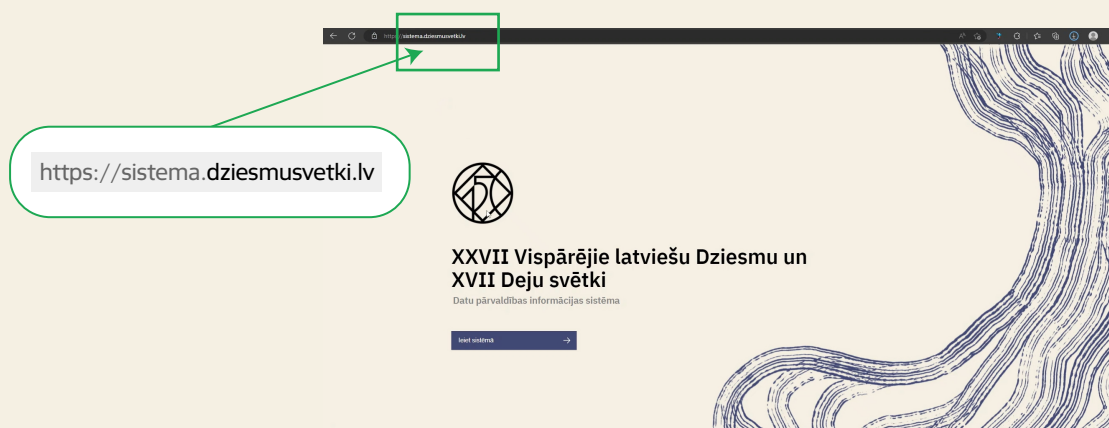 https://sistema.dziesmusvetki.lv
https://sistema.dziesmusvetki.lv
150
XXVII Vispārējie latviešu Dziesmu un
XVII Deju svētki
Datu pārvaldības informācijas sistēma
Ieiet sistēmā